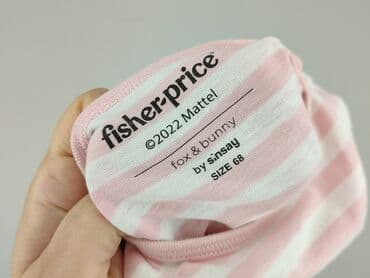 fisher-price
©2022 Mattel
fox & bunny
by sinsay
SIZE 68